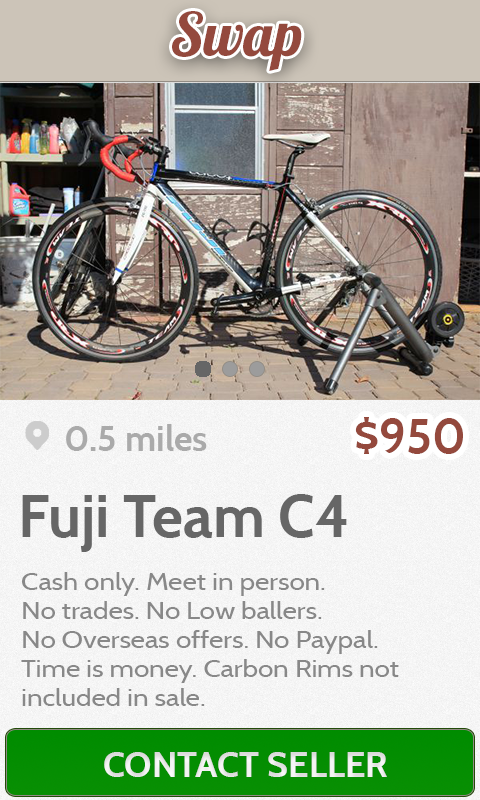 Swap
0.5 miles
$950
Fuji Team C4
Cash only. Meet in person.
No trades. No Low ballers.
No Overseas offers. No Paypal.
Time is money. Carbon Rims not
included in sale.
CONTACT SELLER